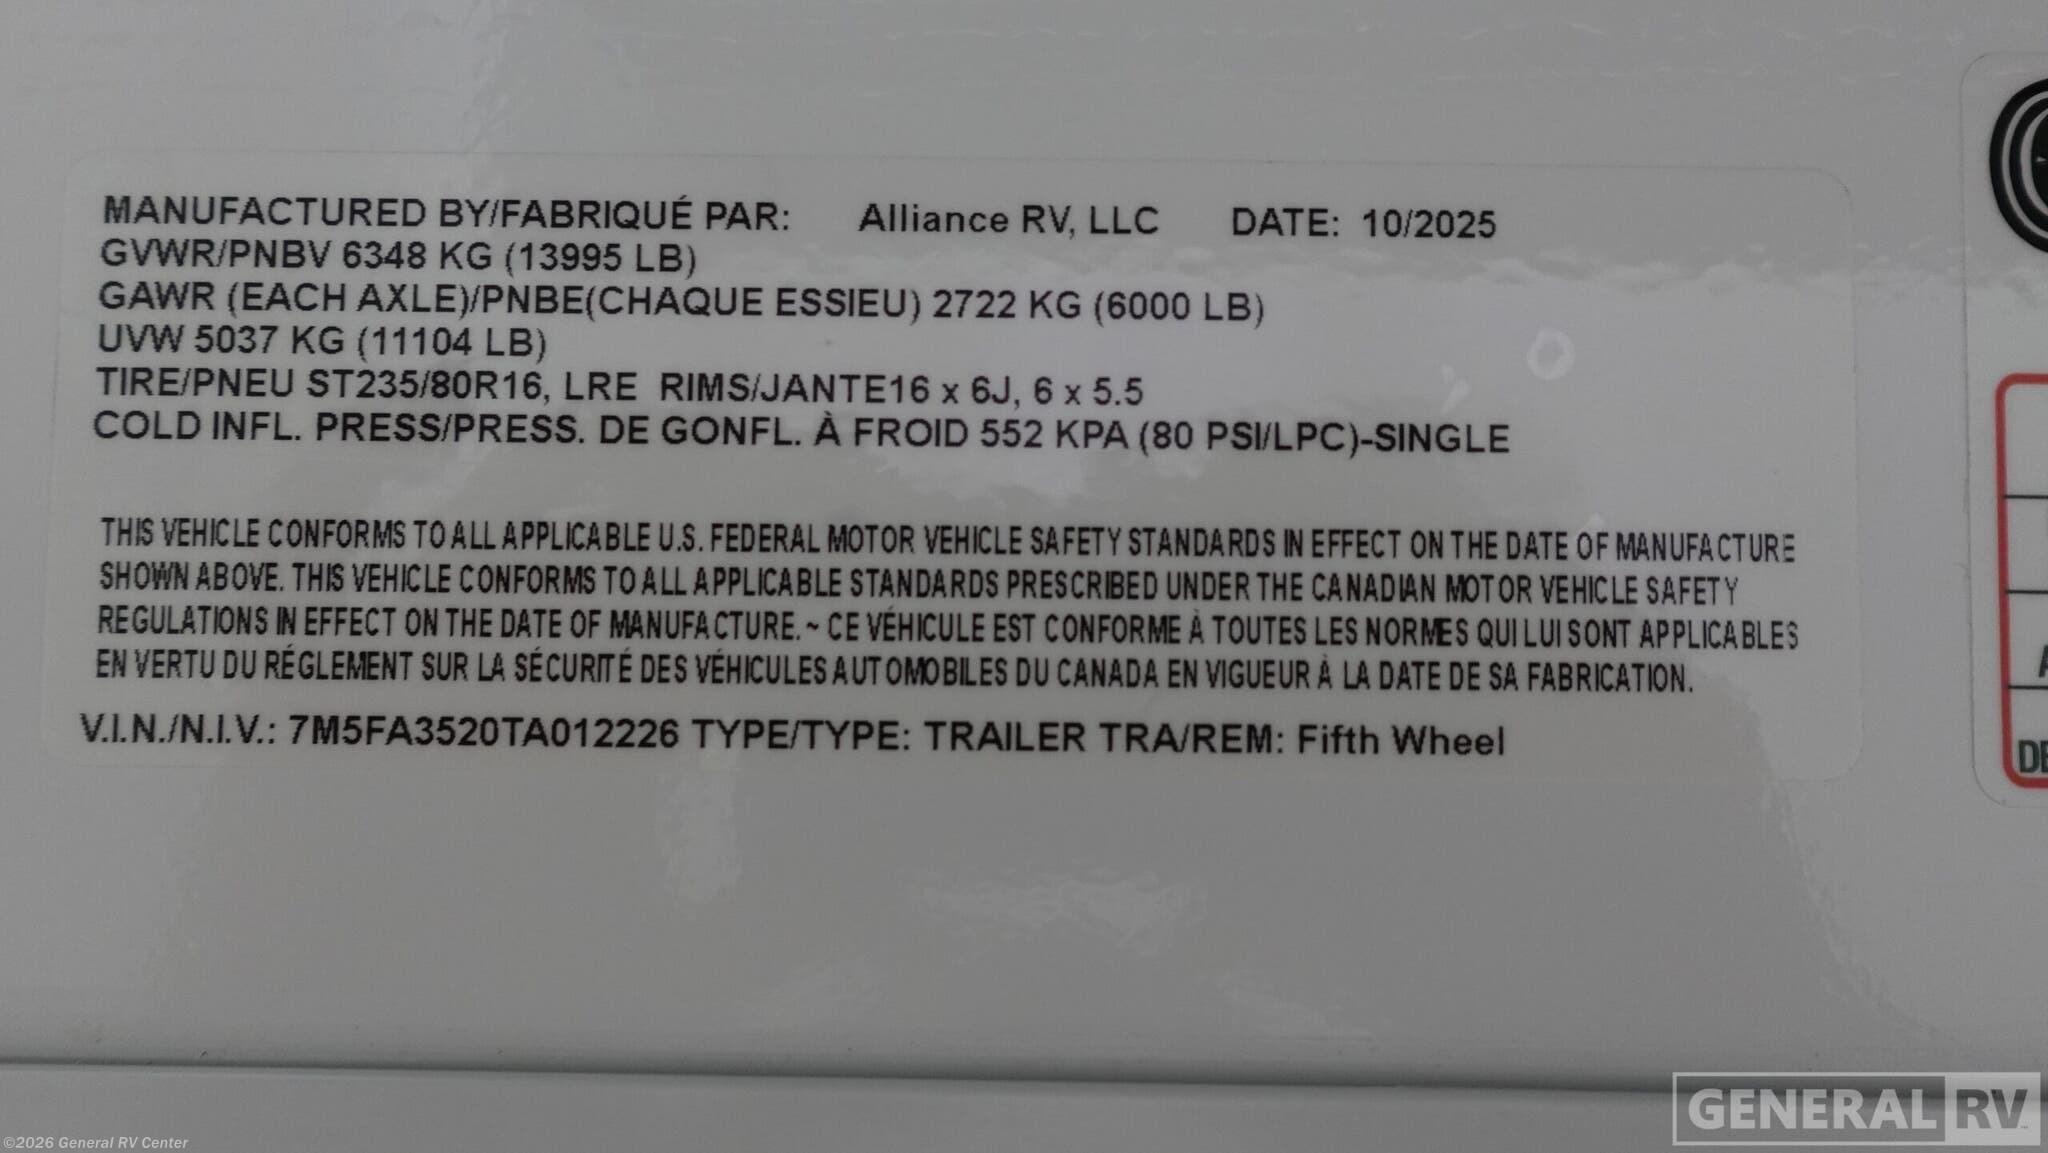 MANUFACTURED BY/FABRIQUÉ PAR: Alliance RV, LLC DATE: 10/2025
GVWR/PNBV 6348 KG (13995 LB)
GAWR (EACH AXLE)/PNBE(CHAQUE ESSIEU) 2722 KG (6000 LB)
UVW 5037 KG (11104 LB)
TIRE/PNEU ST235/80R16, LRE RIMS/JANTE16 x 6J, 6 x 5.5
COLD INFL. PRESS/PRESS. DE GONFL. À FROID 552 KPA (80 PSI/LPC)-SINGLE
THIS VEHICLE CONFORMS TO ALL APPLICABLE U.S. FEDERAL MOTOR VEHICLE SAFETY STANDARDS IN EFFECT ON THE DATE OF MANUFACTURE
SHOWN ABOVE. THIS VEHICLE CONFORMS TO ALL APPLICABLE STANDARDS PRESCRIBED UNDER THE CANADIAN MOTOR VEHICLE SAFETY
REGULATIONS IN EFFECT ON THE DATE OF MANUFACTURE. ~ CE VÉHICULE EST CONFORME À TOUTES LES NORMES QUI LUI SONT APPLICABLES
EN VERTU DU RÉGLEMENT SUR LA SÉCURITÉ DES VÉHICULES AUTOMOBILES DU CANADA EN VIGUEUR À LA DATE DE SA FABRICATION.
V.I.N./N.I.V.: 7M5FA3520TA012226 TYPE/TYPE: TRAILER TRA/REM: Fifth Wheel
GENERAL RV
©2026 General RV Center